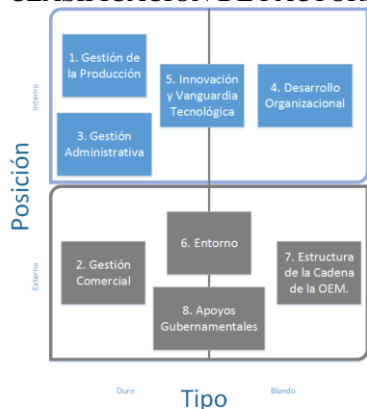 1. Gestión de
la Producción
5. Innovación
y Vanguardia
Tecnológica
4. Desarrollo
Organizacional
3. Gestión
Administrativa
Interno
Posición
6. Entorno
2. Gestión
Comercial
7. Estructura
de la Cadena
de la OEM.
8. Apoyos
Gubernamentales
Externo
Duro
Tipo
Blando